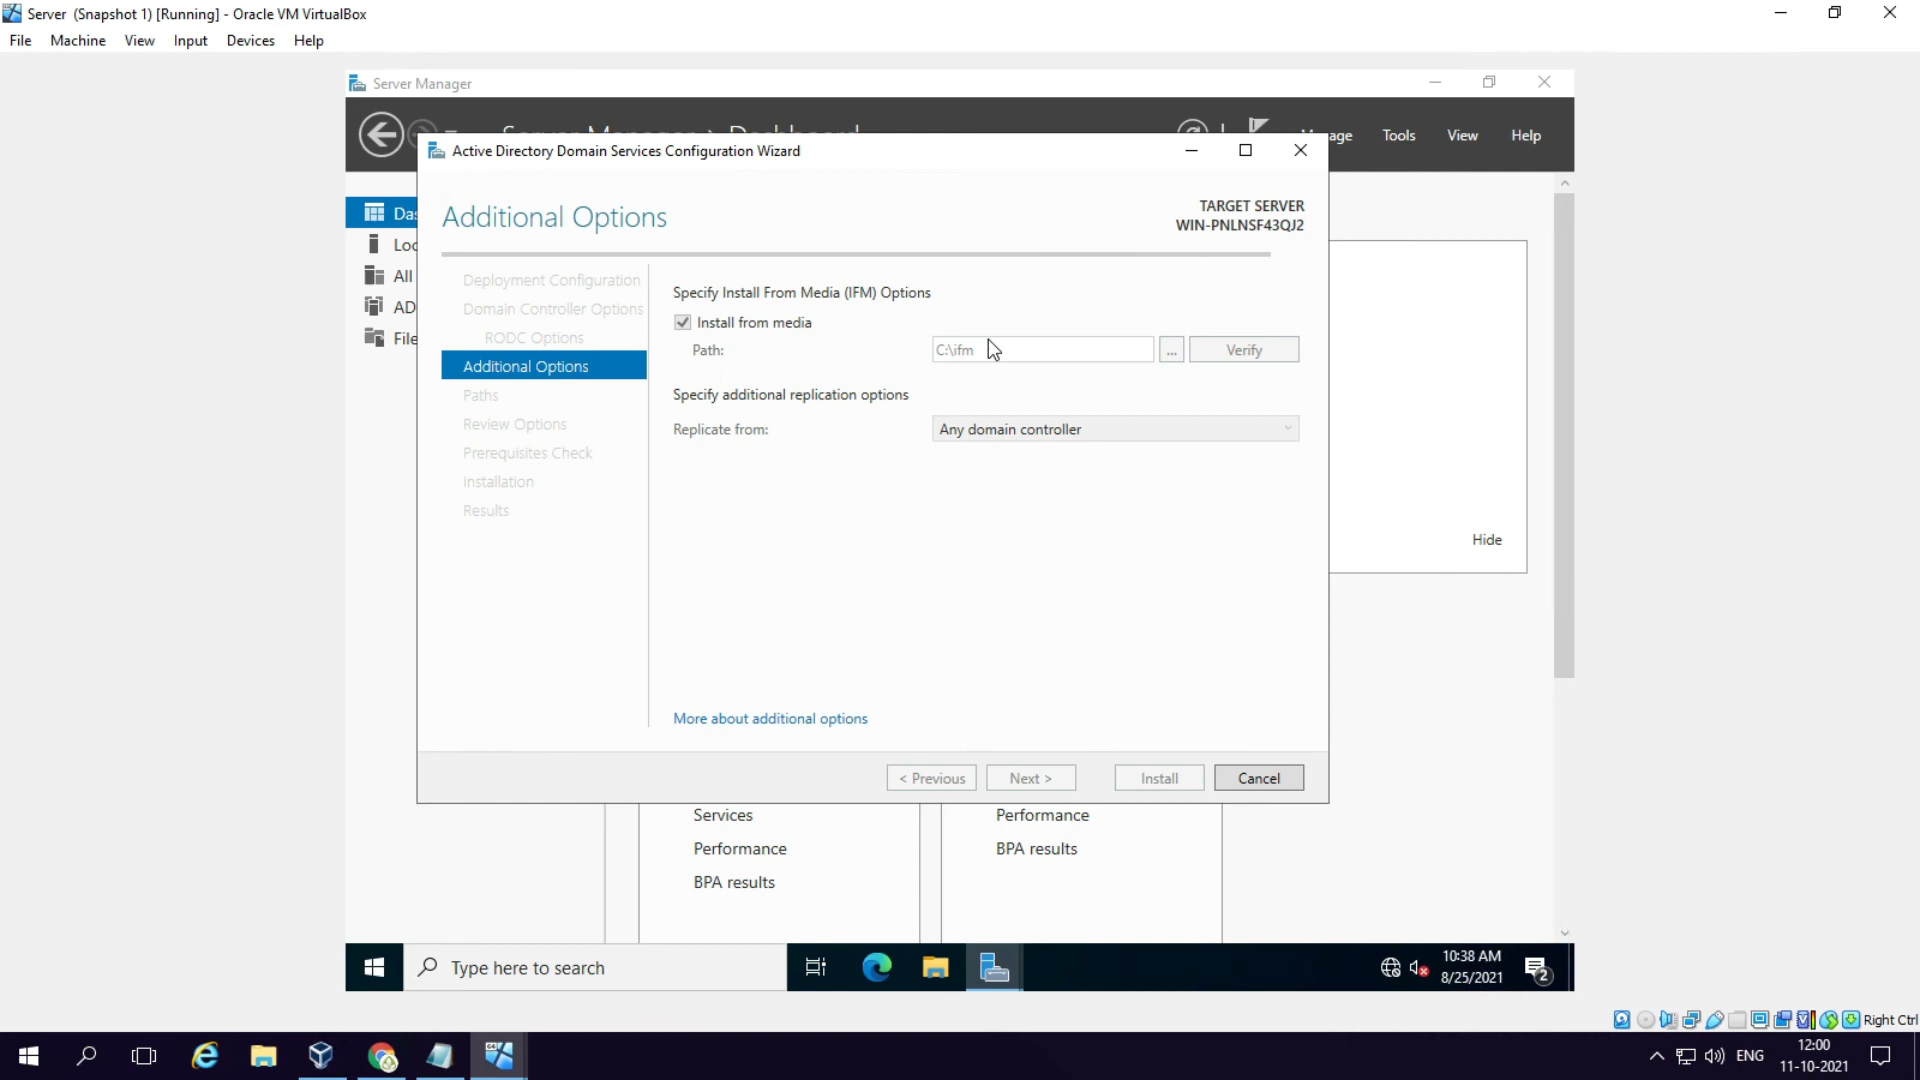 Server (Snapshot 1) [Running] - Oracle VM VirtualBox
File Machine View Input Devices Help
Server Manager
Tools View Help
Active Directory Domain Services Configuration Wizard
Additional Options
TARGET SERVER
WIN-PNLNSF43QJ2
Deployment Configuration
Domain Controller Options
RODC Options
Additional Options
Paths
Review Options
Prerequisites Check
Installation
Results
Specify Install From Media (IFM) Options
Install from media
Path:
C:\ifm
...
Verify
Specify additional replication options
Replicate from:
Any domain controller
More about additional options
< Previous
Next >
Install
Cancel
All
Hide
Services
Performance
BPA results
Performance
BPA results
Type here to search
10:38 AM
8/25/2021
2
Right Ctrl
ENG
12:00
11-10-2021